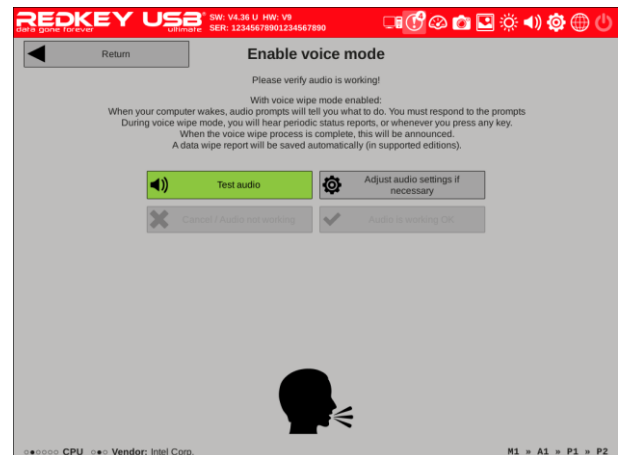 REDKEY USB®
data gone forever
ultimate
SW: V4.36 U HW: V9
SER: 12345678901234567890
Return
Enable voice mode
Please verify audio is working!
With voice wipe mode enabled:
When your computer wakes, audio prompts will tell you what to do. You must respond to the prompts
During voice wipe mode, you will hear periodic status reports, or whenever you press any key.
When the voice wipe process is complete, this will be announced.
A data wipe report will be saved automatically (in supported editions).
Test audio
Adjust audio settings if
necessary
Cancel / Audio not working
Audio is working OK
CPU
Vendor: Intel Corp.
M1 » A1 » P1 » P2